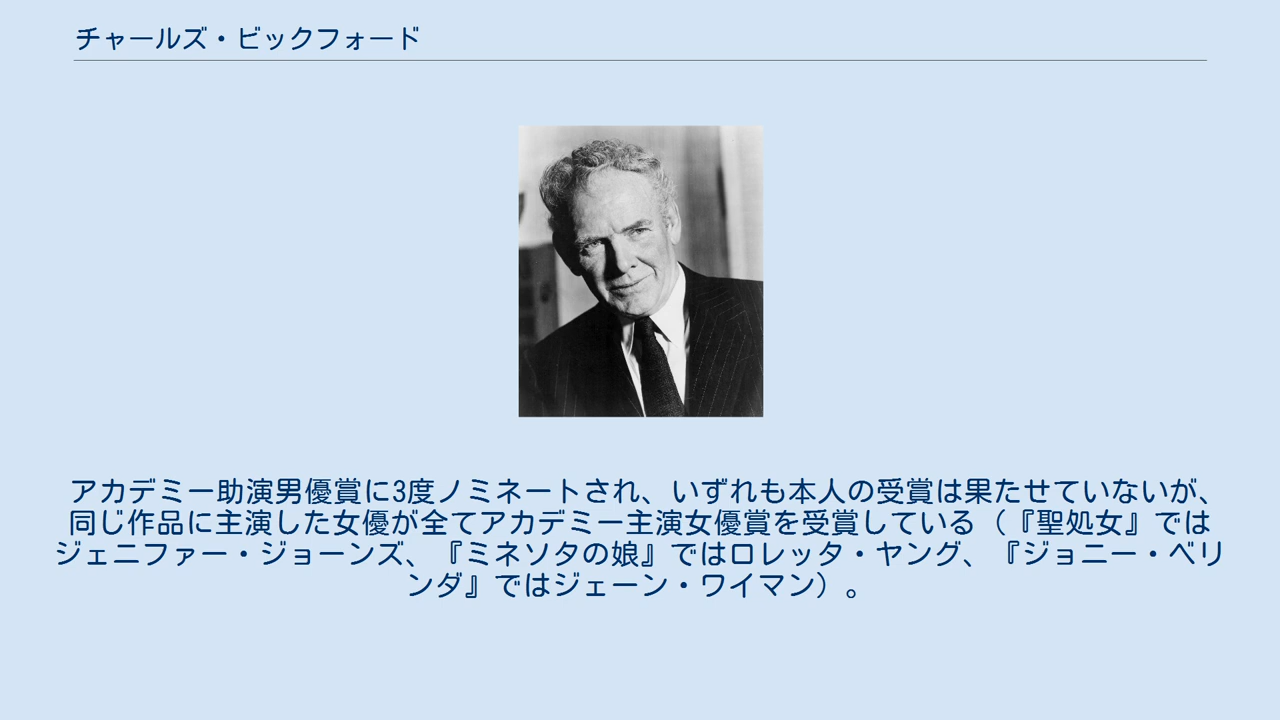 チャールズ・ビックフォード
アカデミー助演男優賞に3度ノミネートされ、いずれも本人の受賞は果たせていないが、
同じ作品に主演した女優が全てアカデミー主演女優賞を受賞している（『聖処女』では
ジェニファー・ジョーンズ、『ミネソタの娘』ではロレッタ・ヤング、『ジョニー・ベリ
ンダ』ではジェーン・ワイマン）。